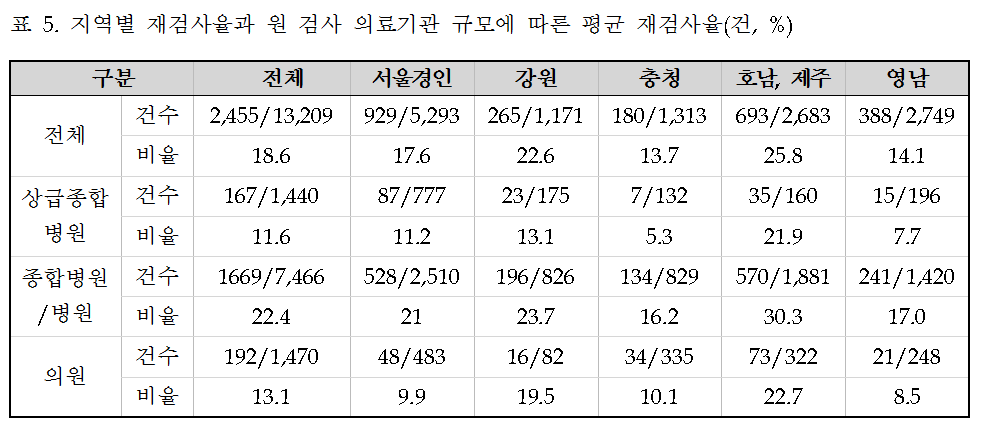 표 5. 지역별 재검사율과 원 검사 의료기관 규모에 따른 평균 재검사율(건, %)
구분 전체 서울경인 강원 충청 호남, 제주 영남
전체 건수 2,455/13,209 929/5,293 265/1,171 180/1,313 693/2,683 388/2,749
비율 18.6 17.6 22.6 13.7 25.8 14.1
상급종합 병원 건수 167/1,440 87/777 23/175 7/132 35/160 15/196
비율 11.6 11.2 13.1 5.3 21.9 7.7
종합병원 /병원 건수 1669/7,466 528/2,510 196/826 134/829 570/1,881 241/1,420
비율 22.4 21 23.7 16.2 30.3 17.0
의원 건수 192/1,470 48/483 16/82 34/335 73/322 21/248
비율 13.1 9.9 19.5 10.1 22.7 8.5